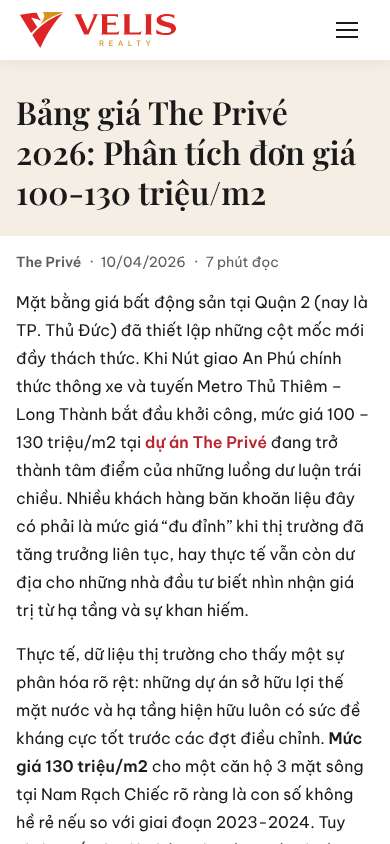 VELIS
REALTY
Bảng giá The Privé
2026: Phân tích đơn giá
100-130 triệu/m2
The Privé · 10/04/2026 · 7 phút đọc
Mặt bằng giá bất động sản tại Quận 2 (nay là
TP. Thủ Đức) đã thiết lập những cột mốc mới
đầy thách thức. Khi Nút giao An Phú chính
thức thông xe và tuyến Metro Thủ Thiêm –
Long Thành bắt đầu khởi công, mức giá 100 –
130 triệu/m2 tại dự án The Privé đang trở
thành tâm điểm của những luồng dư luận trái
chiều. Nhiều khách hàng băn khoăn liệu đây
có phải là mức giá “đu đỉnh” khi thị trường đã
tăng trưởng liên tục, hay thực tế vẫn còn dư
địa cho những nhà đầu tư biết nhìn nhận giá
trị từ hạ tầng và sự khan hiếm.
Thực tế, dữ liệu thị trường cho thấy một sự
phân hóa rõ rệt: những dự án sở hữu lợi thế
mặt nước và hạ tầng hiện hữu luôn có sức đề
kháng cực tốt trước các đợt điều chỉnh. Mức
giá 130 triệu/m2 cho một căn hộ 3 mặt sông
tại Nam Rạch Chiếc rõ ràng là con số không
hề rẻ nếu so với giai đoạn 2023-2024. Tuy